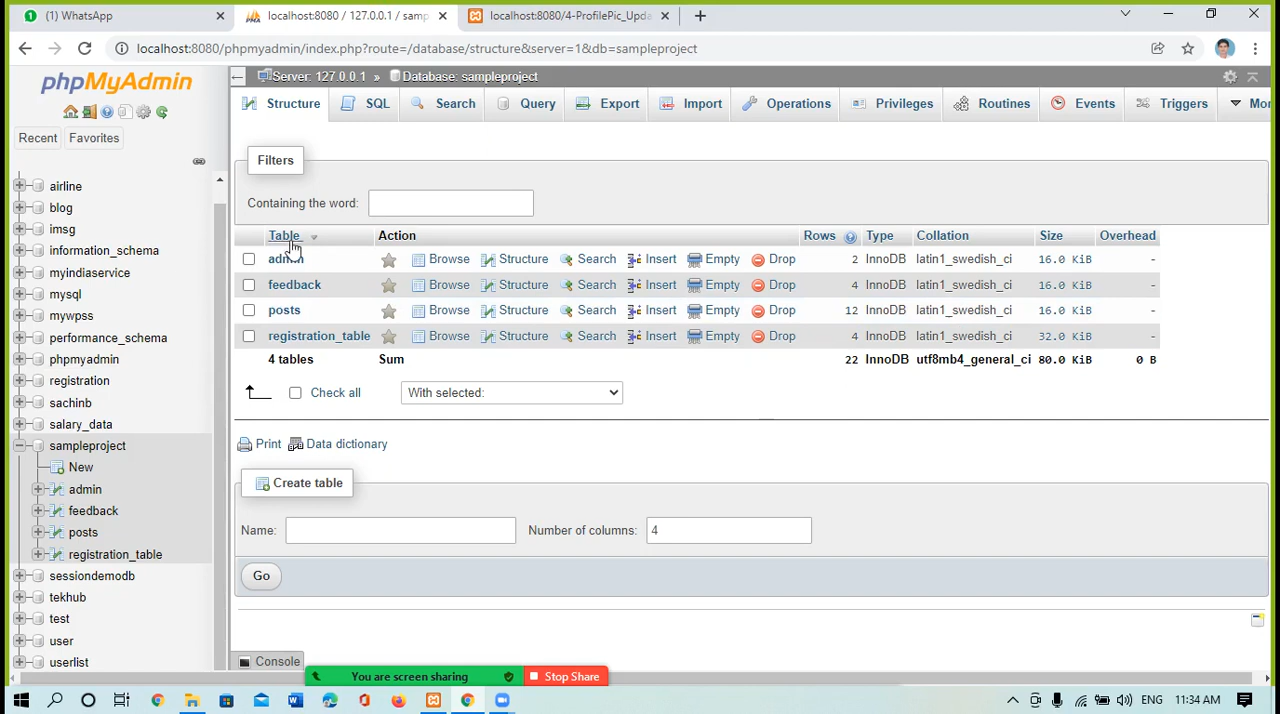 (1) WhatsApp
localhost:8080 / 127.0.0.1 / samp
localhost:8080/4-ProfilePic_Upda
localhost:8080/phpmyadmin/index.php?route=/database/structure&server=1&db=sampleproject
phpMyAdmin
Recent Favorites
airline
blog
imsg
information_schema
myindiaservice
mysql
mywpss
performance_schema
phpmyadmin
registration
sachinb
salary_data
sampleproject
New
admin
feedback
posts
registration_table
sessiondemodb
tekhub
test
user
userlist
Server: 127.0.0.1 » Database: sampleproject
Structure SQL Search Query Export Import Operations Privileges Routines Events Triggers Mo
Filters
Containing the word:
Table Action Rows Type Collation Size Overhead
admin Browse Structure Search Insert Empty Drop 2 InnoDB latin1_swedish_ci 16.0 KiB -
feedback Browse Structure Search Insert Empty Drop 4 InnoDB latin1_swedish_ci 16.0 KiB -
posts Browse Structure Search Insert Empty Drop 12 InnoDB latin1_swedish_ci 16.0 KiB -
registration_table Browse Structure Search Insert Empty Drop 4 InnoDB latin1_swedish_ci 32.0 KiB -
4 tables Sum 22 InnoDB utf8mb4_general_ci 80.0 KiB 0 B
Check all With selected:
Print Data dictionary
Create table
Name: Number of columns: 4
Go
Console
You are screen sharing Stop Share
ENG 11:34 AM